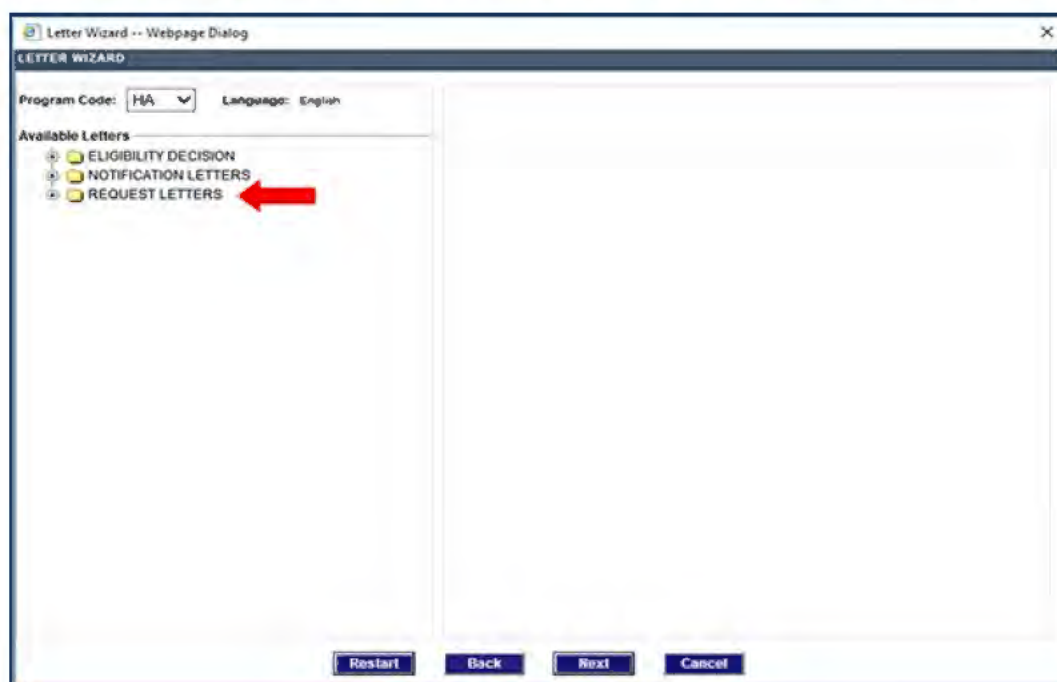 Letter Wizard -- Webpage Dialog
LETTER WIZARD
Program Code: HA Language: English
Available Letters
ELIGIBILITY DECISION
NOTIFICATION LETTERS
REQUEST LETTERS
Restart Back Next Cancel